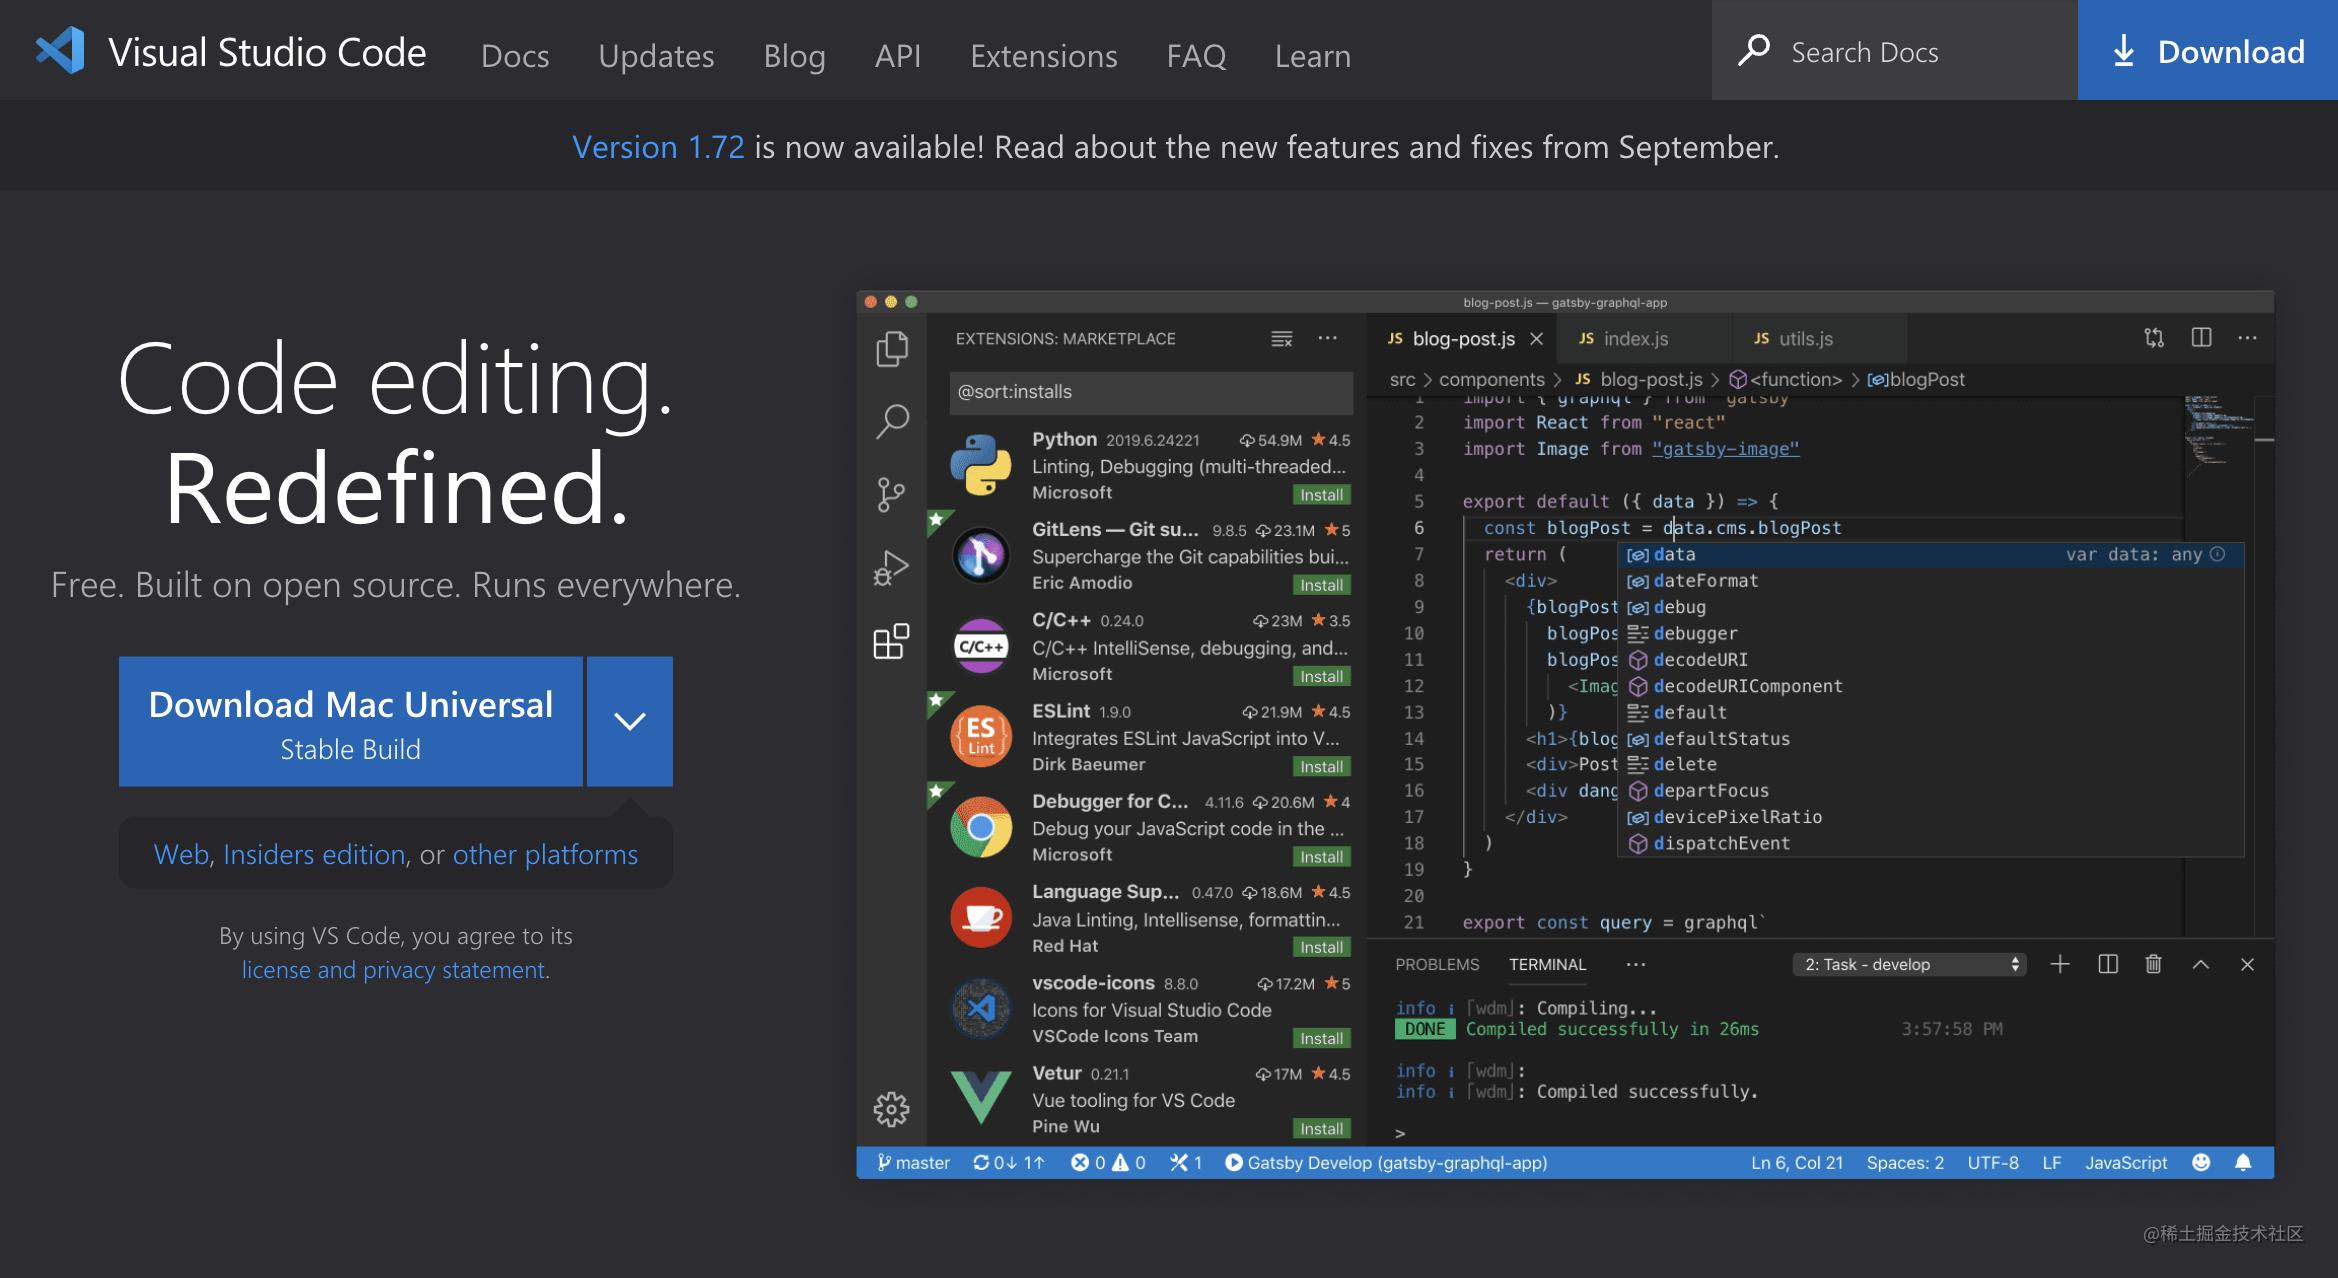 Visual Studio Code
Docs
Updates
Blog
API
Extensions
FAQ
Learn
Search Docs
Download
Version 1.72 is now available! Read about the new features and fixes from September.
Code editing.
Redefined.
Free. Built on open source. Runs everywhere.
Download Mac Universal
Stable Build
Web, Insiders edition, or other platforms
By using VS Code, you agree to its
license and privacy statement.
blog-post.js — gatsby-graphql-app
EXTENSIONS: MARKETPLACE
@sort:installs
Python 2019.6.24221 54.9M 4.5
Linting, Debugging (multi-threaded...
Microsoft
Install
GitLens — Git su... 9.8.5 23.1M 5
Supercharge the Git capabilities bui...
Eric Amodio
Install
C/C++
C/C++ 0.24.0 23M 3.5
C/C++ IntelliSense, debugging, and...
Microsoft
Install
ES
Lint
ESLint 1.9.0 21.9M 4.5
Integrates ESLint JavaScript into V...
Dirk Baeumer
Install
Debugger for C... 4.11.6 20.6M 4
Debug your JavaScript code in the ...
Microsoft
Install
Language Sup... 0.47.0 18.6M 4.5
Java Linting, Intellisense, formattin...
Red Hat
Install
vscode-icons 8.8.0 17.2M 5
Icons for Visual Studio Code
VSCode Icons Team
Install
Vetur 0.21.1 17M 4.5
Vue tooling for VS Code
Pine Wu
Install
JS blog-post.js
JS index.js
JS utils.js
src > components > JS blog-post.js > <function> > blogPost
1 import { graphql } from "gatsby"
2 import React from "react"
3 import Image from "gatsby-image"
4
5 export default ({ data }) => {
6 const blogPost = data.cms.blogPost
7 return (
8 <div>
9 {blogPost
10 blogPos
11 blogPos
12 <Imag
13 )}
14 <h1>{blog
15 <div>Post
16 <div dang
17 </div>
18 )
19 }
20
21 export const query = graphql`
data var data: any
dateFormat
debug
debugger
decodeURI
decodeURIComponent
default
defaultStatus
delete
departFocus
devicePixelRatio
dispatchEvent
PROBLEMS
TERMINAL
2: Task - develop
info i ｢wdm｣: Compiling...
DONE Compiled successfully in 26ms 3:57:58 PM
info i ｢wdm｣:
info i ｢wdm｣: Compiled successfully.
>
master 0↓ 1↑ 0 0 1 Gatsby Develop (gatsby-graphql-app)
Ln 6, Col 21 Spaces: 2 UTF-8 LF JavaScript
@稀土掘金技术社区